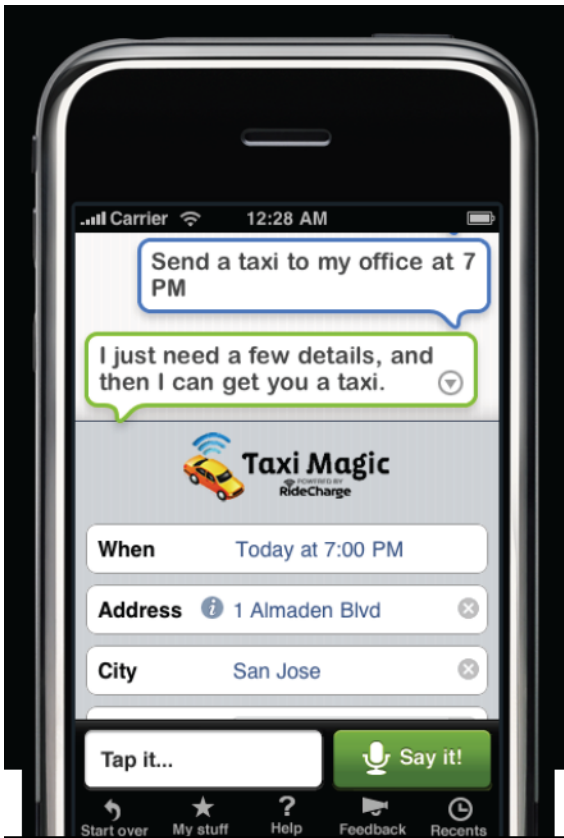 Carrier 12:28 AM
Send a taxi to my office at 7
PM
I just need a few details, and
then I can get you a taxi.
Taxi Magic
POWERED BY
RideCharge
When Today at 7:00 PM
Address i 1 Almaden Blvd
City San Jose
Tap it... Say it!
Start over My stuff ? Help Feedback Recents